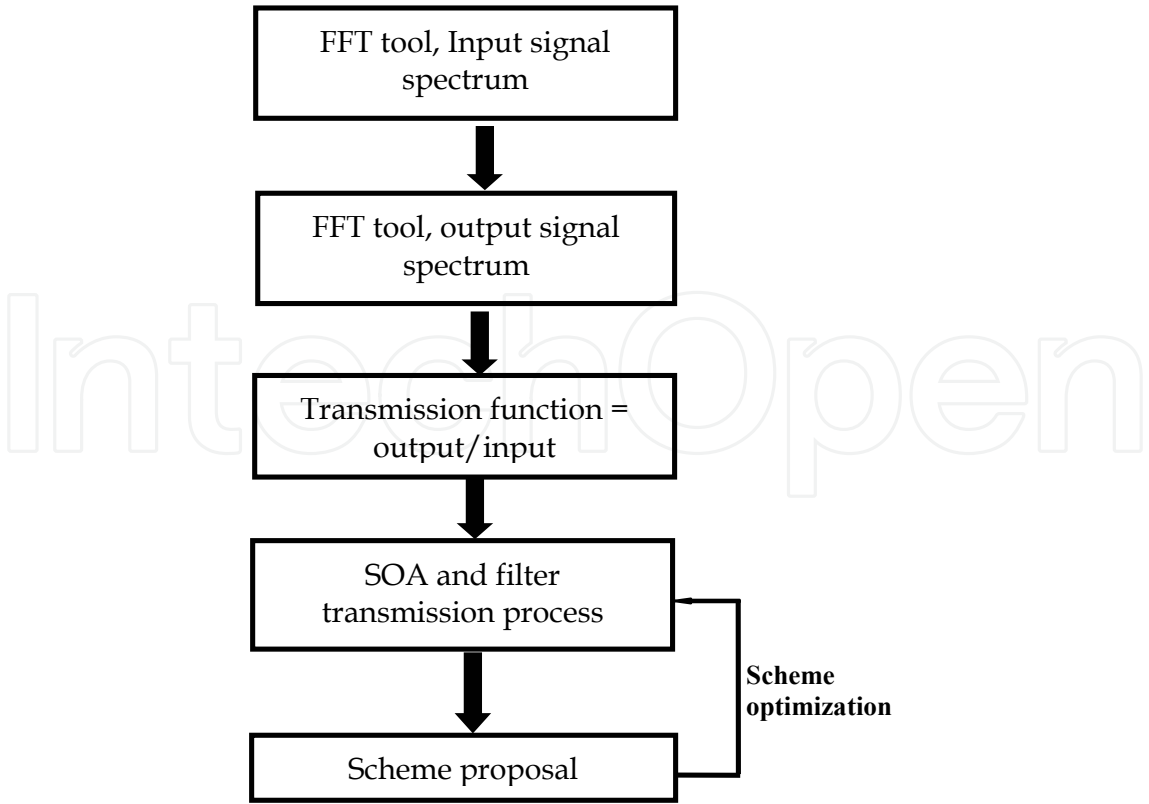 FFT tool, Input signal
spectrum
FFT tool, output signal
spectrum
IntechOpen
Transmission function =
output/input
SOA and filter
transmission process
Scheme
optimization
Scheme proposal